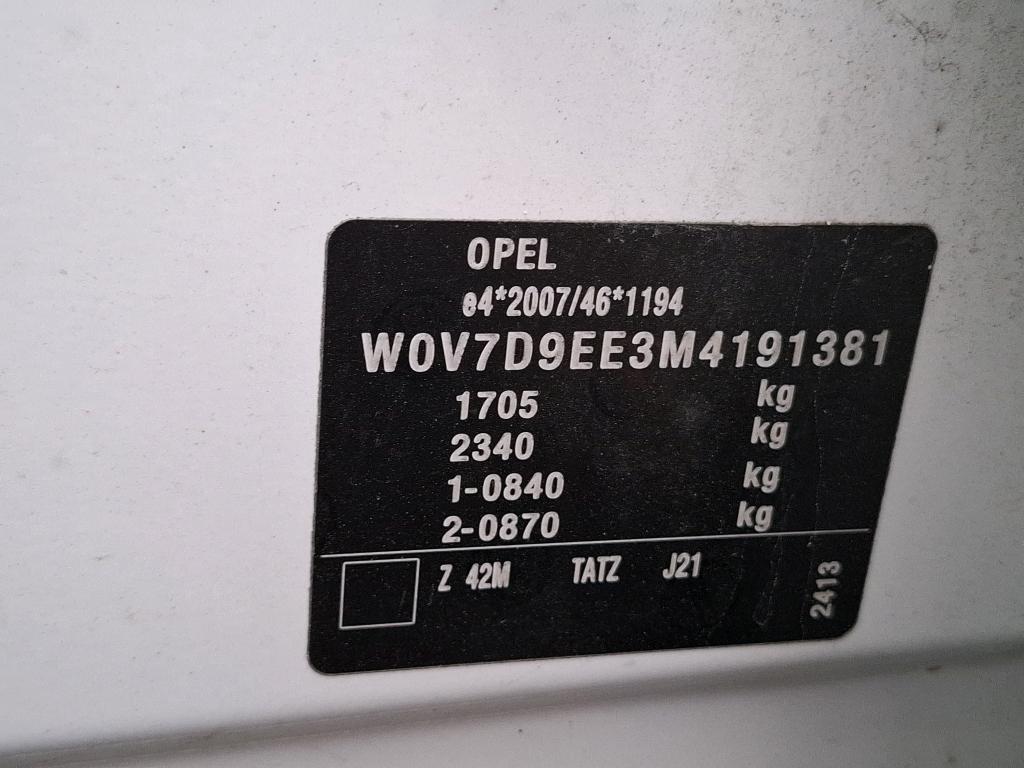 OPEL
e4*2007/46*1194
W0V7D9EE3M4191381
1705 kg
2340 kg
1-0840 kg
2-0870 kg
Z 42M TATZ J21
2413